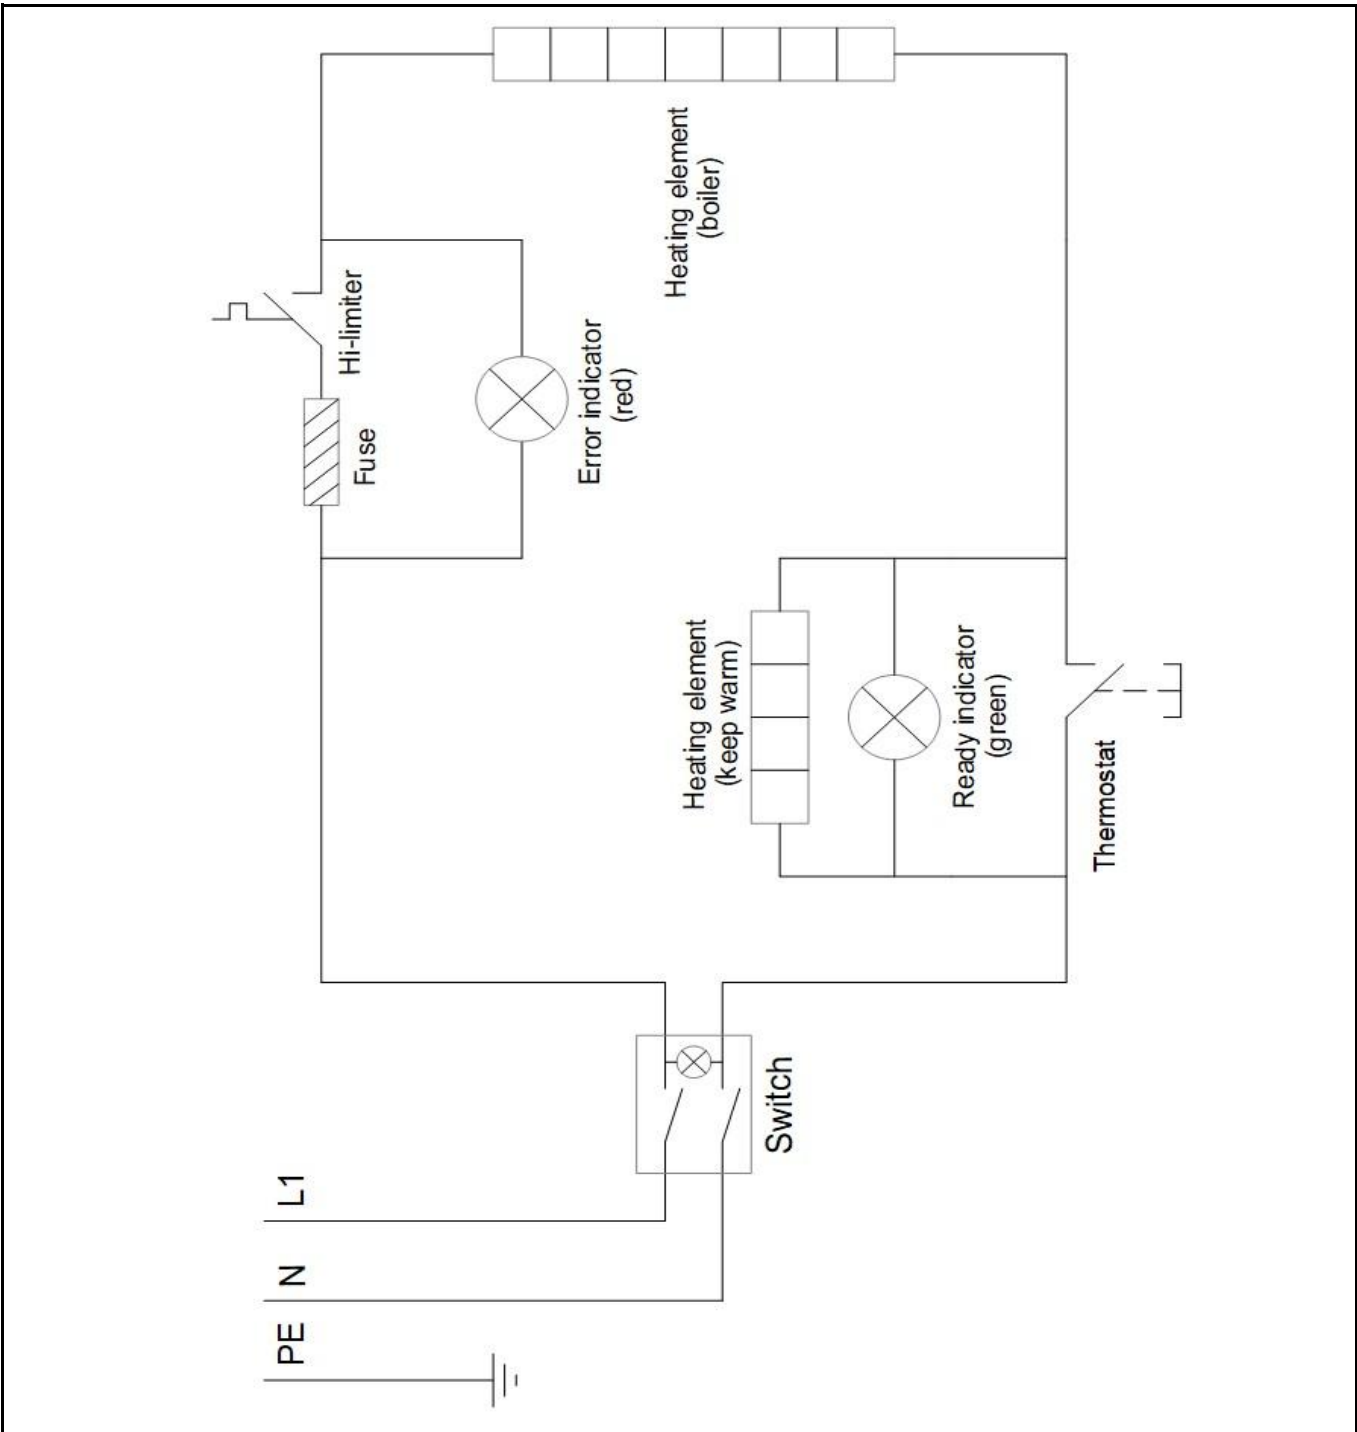 Heating element
(boiler)
Hi-limiter
Fuse
Error indicator
(red)
Heating element
(keep warm)
Ready indicator
(green)
Thermostat
Switch
L1
N
PE